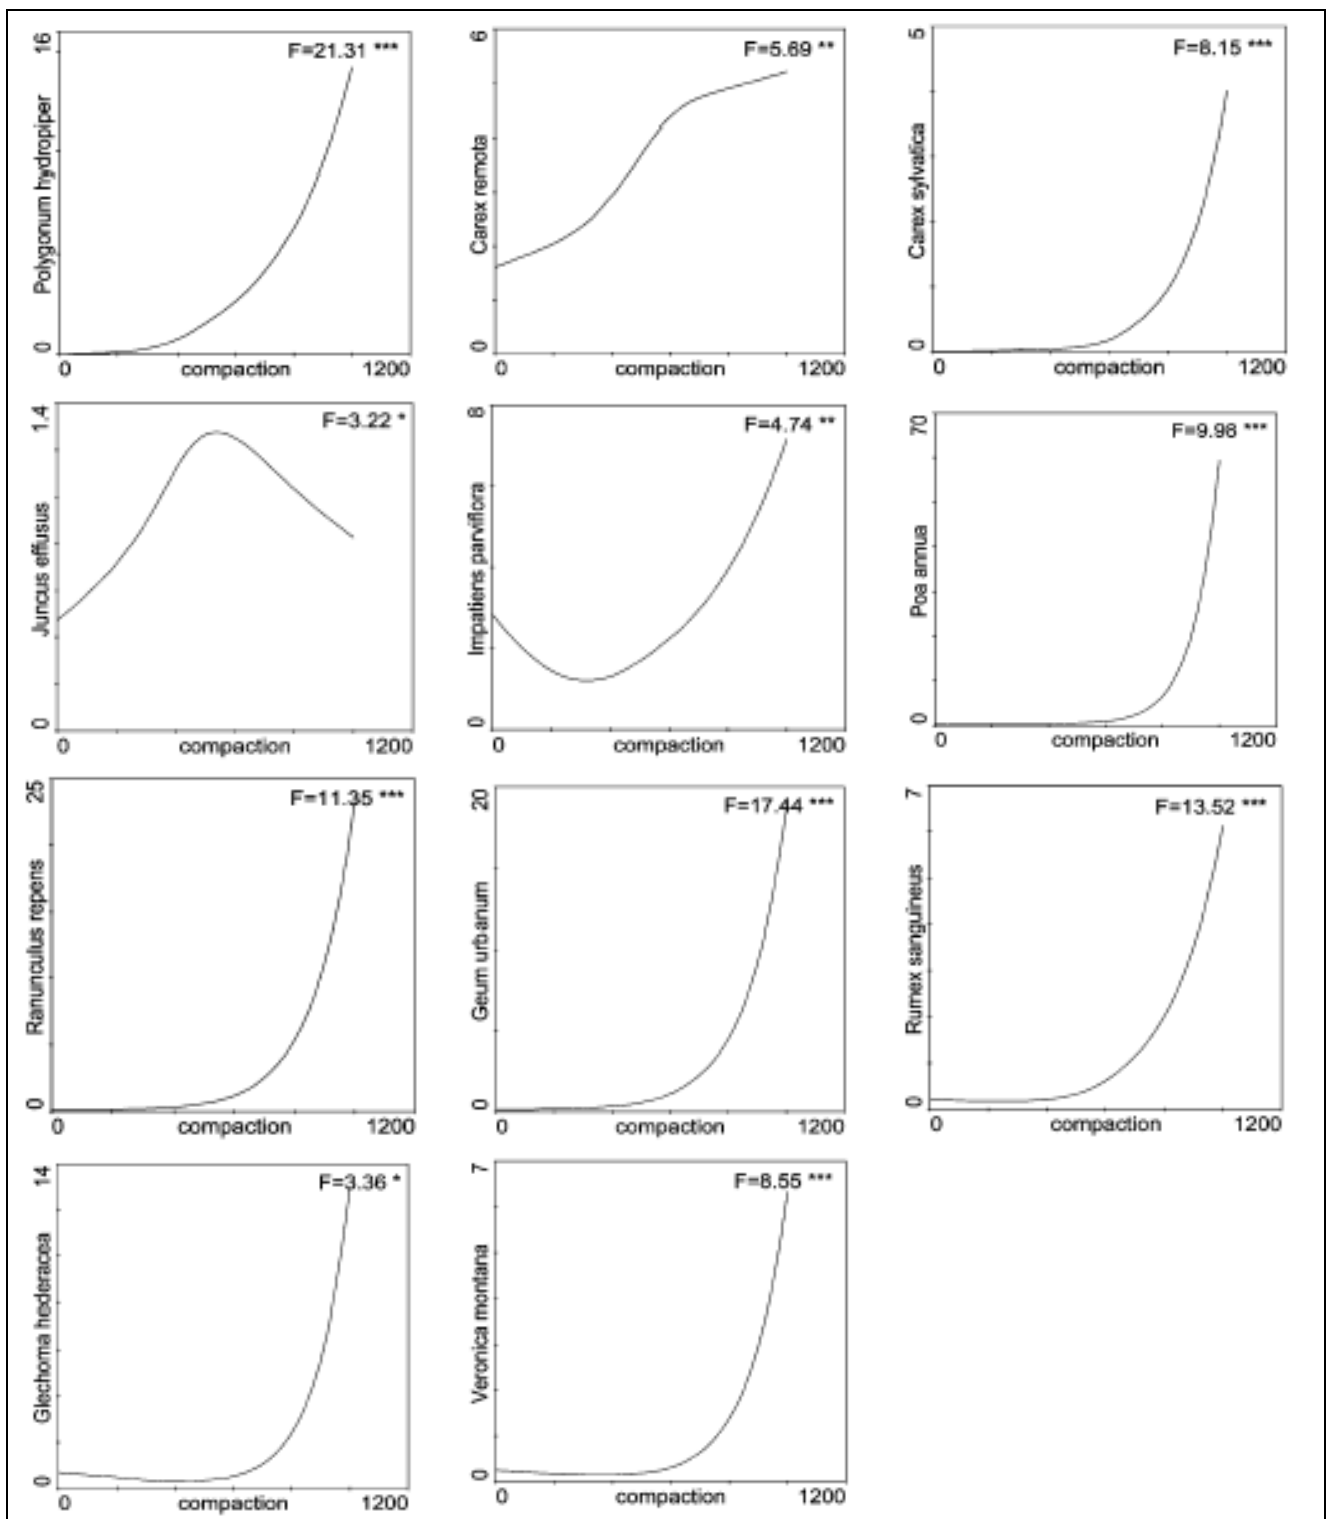 16
F=21.31 ***
Polygonum hydropiper
0
0 compaction 1200
6
F=5.69 **
Carex remota
0
0 compaction 1200
5
F=8.15 ***
Carex sylvatica
0
0 compaction 1200
1.4
F=3.22 *
Juncus effusus
0
0 compaction 1200
8
F=4.74 **
Impatiens parviflora
0
0 compaction 1200
70
F=9.98 ***
Poa annua
0
0 compaction 1200
25
F=11.35 ***
Ranunculus repens
0
0 compaction 1200
20
F=17.44 ***
Geum urbanum
0
0 compaction 1200
7
F=13.52 ***
Rumex sanguineus
0
0 compaction 1200
14
F=3.36 *
Glechoma hederacea
0
0 compaction 1200
7
F=8.55 ***
Veronica montana
0
0 compaction 1200